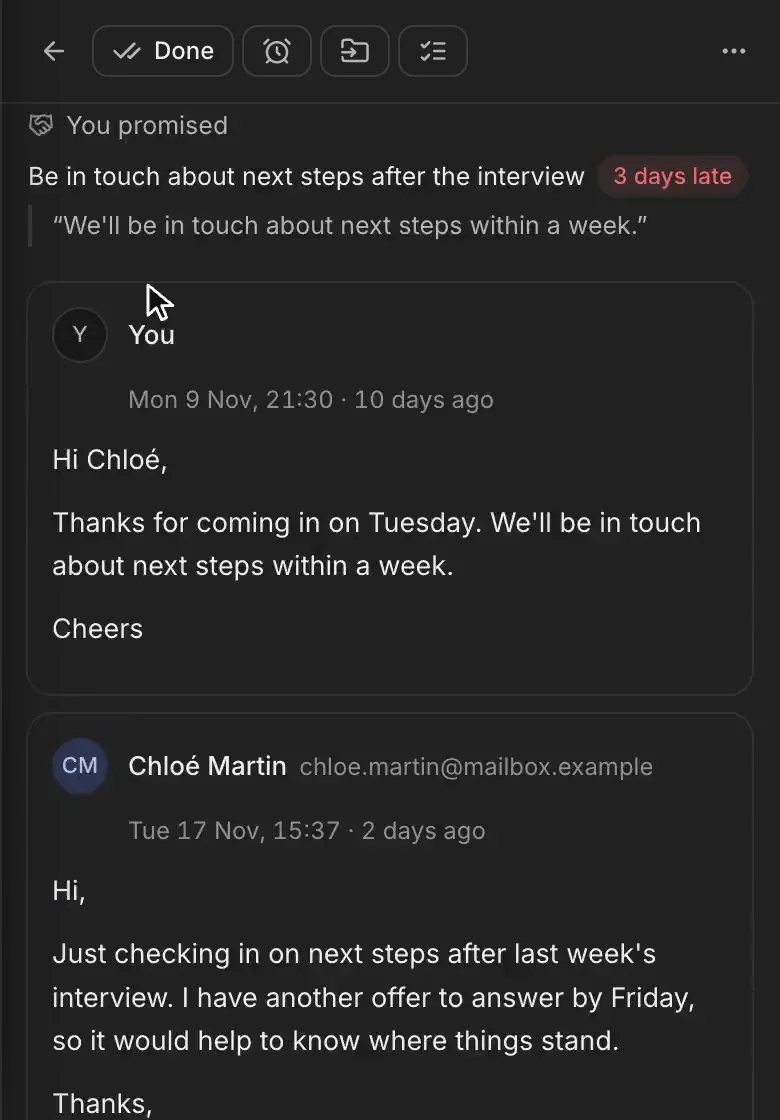 Done
You promised
Be in touch about next steps after the interview 3 days late
“We'll be in touch about next steps within a week.”
Y You
Mon 9 Nov, 21:30 · 10 days ago
Hi Chloé,
Thanks for coming in on Tuesday. We'll be in touch
about next steps within a week.
Cheers
CM Chloé Martin chloe.martin@mailbox.example
Tue 17 Nov, 15:37 · 2 days ago
Hi,
Just checking in on next steps after last week's
interview. I have another offer to answer by Friday,
so it would help to know where things stand.
Thanks,